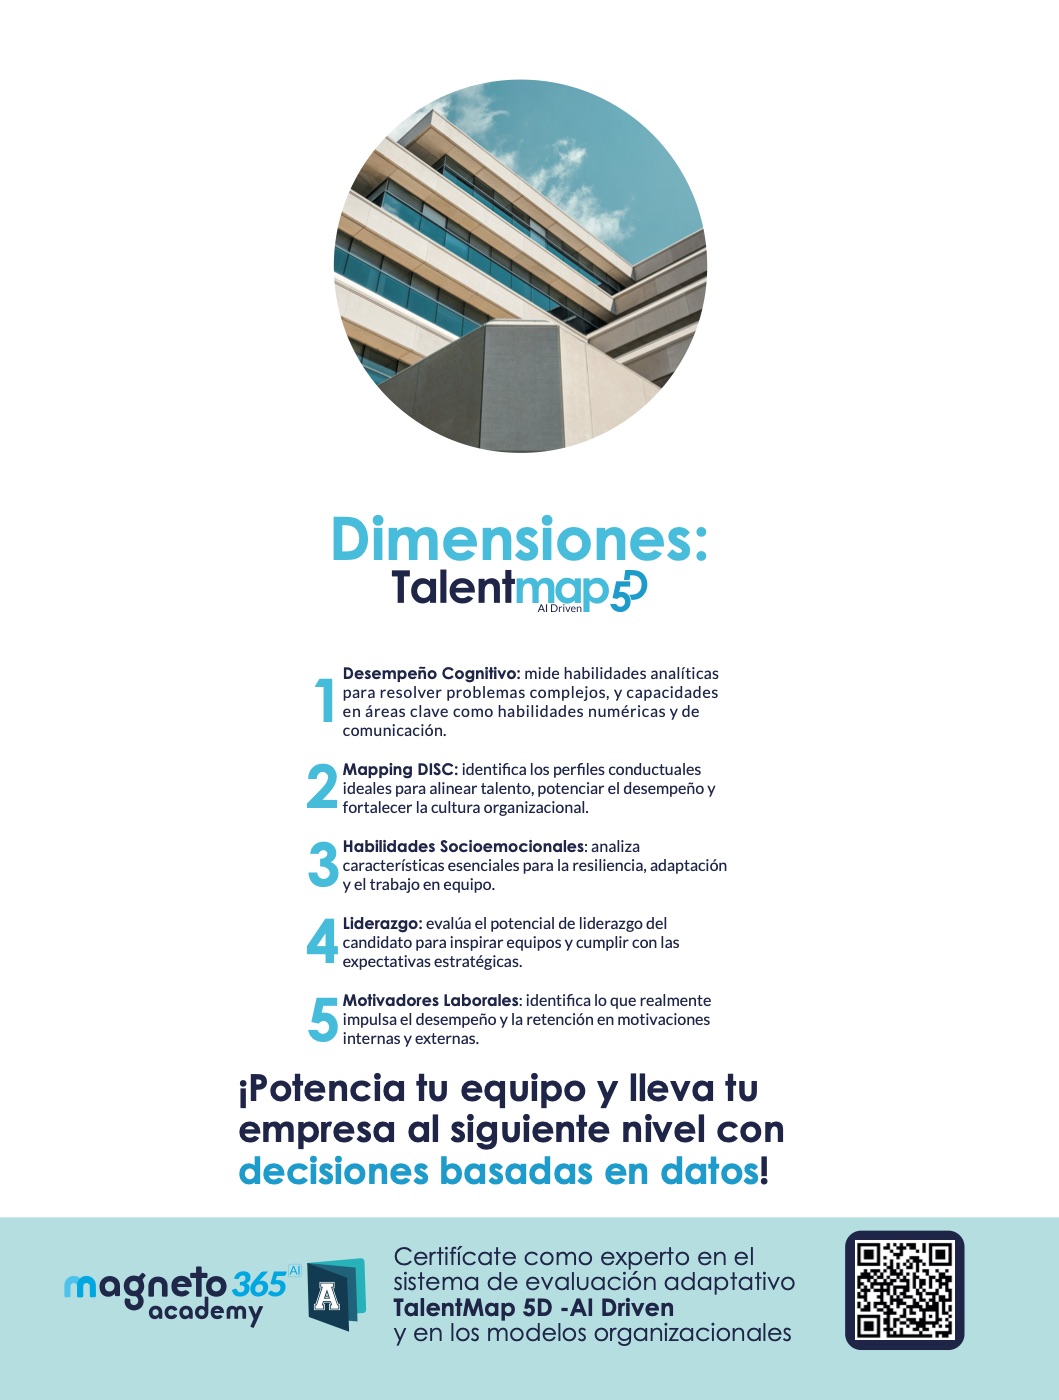 Dimensiones:
Talentmap5D
AI Driven
1
Desempeño Cognitivo: mide habilidades analíticas
para resolver problemas complejos, y capacidades
en áreas clave como habilidades numéricas y de
comunicación.
2
Mapping DISC: identifica los perfiles conductuales
ideales para alinear talento, potenciar el desempeño y
fortalecer la cultura organizacional.
3
Habilidades Socioemocionales: analiza
características esenciales para la resiliencia, adaptación
y el trabajo en equipo.
4
Liderazgo: evalúa el potencial de liderazgo del
candidato para inspirar equipos y cumplir con las
expectativas estratégicas.
5
Motivadores Laborales: identifica lo que realmente
impulsa el desempeño y la retención en motivaciones
internas y externas.
¡Potencia tu equipo y lleva tu
empresa al siguiente nivel con
decisiones basadas en datos!
magneto 365 AI
academy
A
Certifícate como experto en el
sistema de evaluación adaptativo
TalentMap 5D -AI Driven
y en los modelos organizacionales